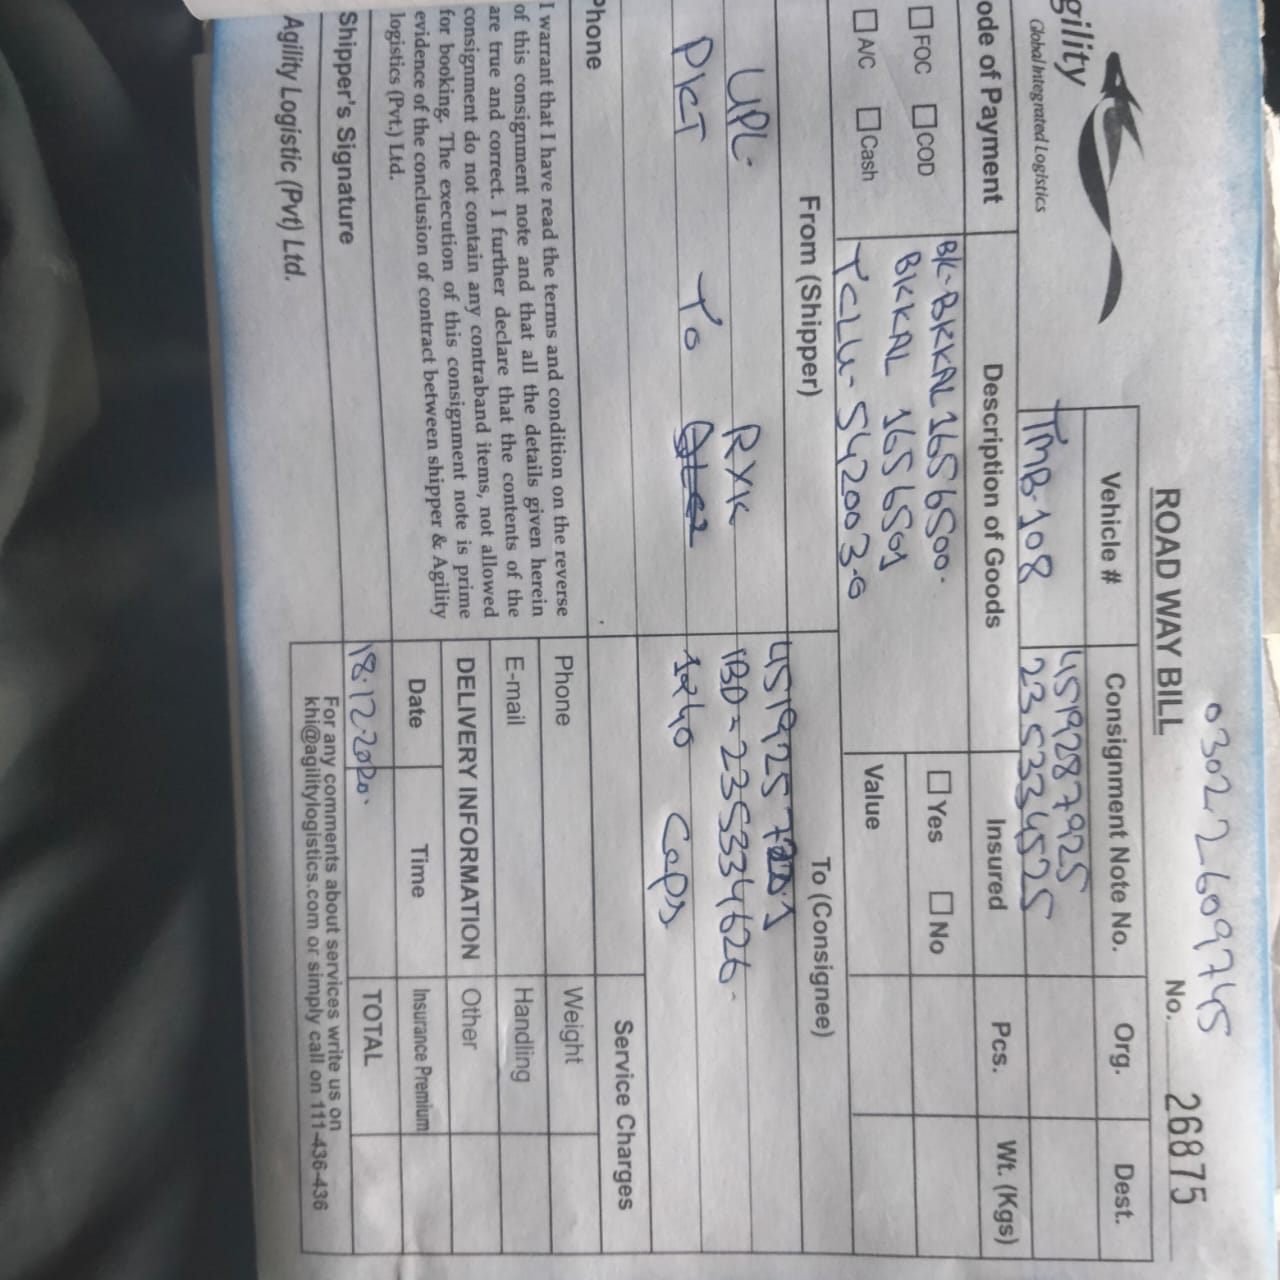 03022609745
ROAD WAY BILL
No. 26875
gility
Global Integrated Logistics
Vehicle #
Consignment Note No.
Org.
Dest.
TMB-108
4519287925
235334525
ode of Payment
Description of Goods
Insured
Pcs.
Wt. (Kgs)
FOC COD
A/C Cash
BK-BKKAL 1656500.
BKKAL 1656501
TCLU-542003-0
Yes No
Value
From (Shipper)
To (Consignee)
UPL. RYK
PKT To
IBD = 235334626.
1240 Caps
Phone
I warrant that I have read the terms and condition on the reverse
of this consignment note and that all the details given herein
are true and correct. I further declare that the contents of the
consignment do not contain any contraband items, not allowed
for booking. The execution of this consignment note is prime
evidence of the conclusion of contract between shipper & Agility
logistics (Pvt.) Ltd.
Shipper's Signature
Agility Logistic (Pvt) Ltd.
Phone
E-mail
DELIVERY INFORMATION
Date
Time
18.12.2020.
Service Charges
Weight
Handling
Other
Insurance Premium
TOTAL
For any comments about services write us on
khi@agilitylogistics.com or simply call on 111-436-436